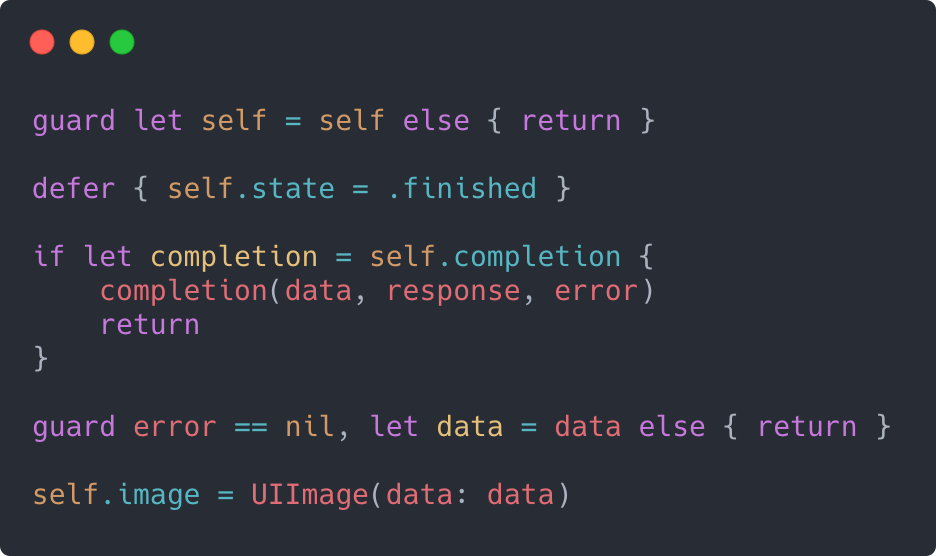 guard let self = self else { return }
defer { self.state = .finished }
if let completion = self.completion {
    completion(data, response, error)
    return
}
guard error == nil, let data = data else { return }
self.image = UIImage(data: data)